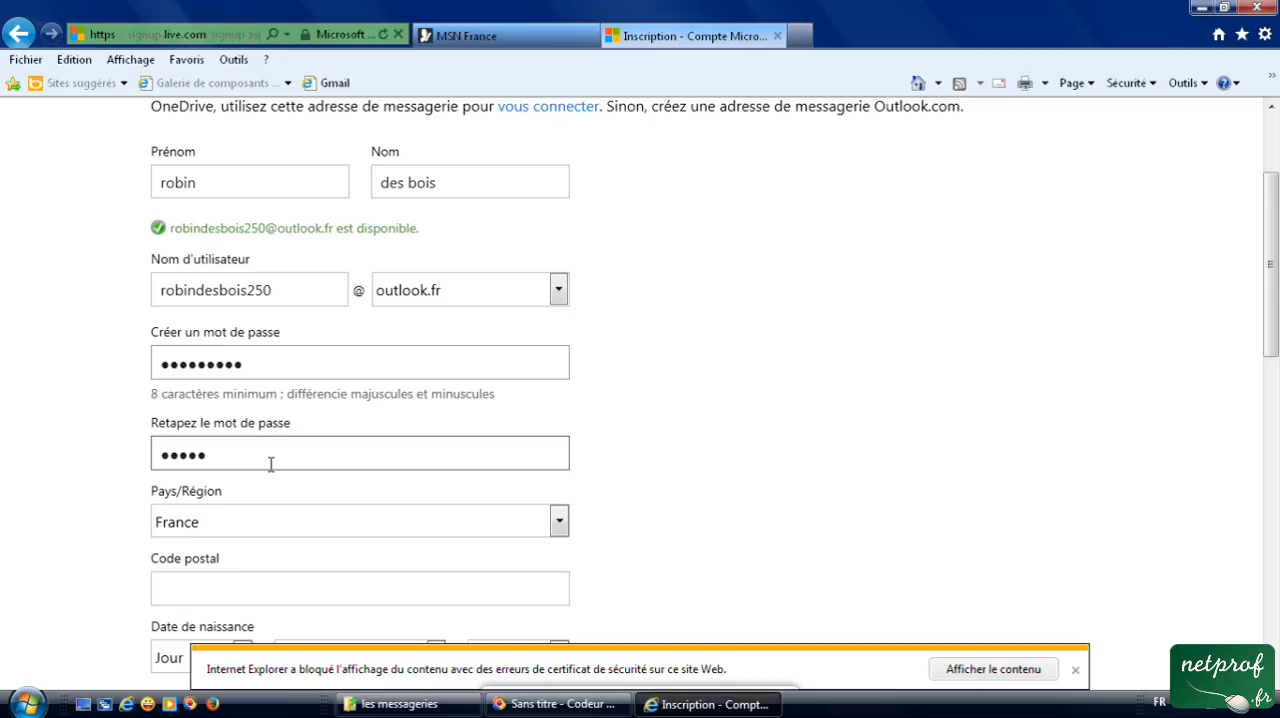 https signup.live.com signup.asp Microsoft ... MSN France Inscription - Compte Micro...
Fichier Edition Affichage Favoris Outils ?
Sites suggérés Galerie de composants ... Gmail Page Sécurité Outils
OneDrive, utilisez cette adresse de messagerie pour vous connecter. Sinon, créez une adresse de messagerie Outlook.com.
Prénom Nom
robin des bois
robindesbois250@outlook.fr est disponible.
Nom d'utilisateur
robindesbois250 @ outlook.fr
Créer un mot de passe
●●●●●●●●●
8 caractères minimum ; différencie majuscules et minuscules
Retapez le mot de passe
●●●●●
Pays/Région
France
Code postal
Date de naissance
Jour
Internet Explorer a bloqué l'affichage du contenu avec des erreurs de certificat de sécurité sur ce site Web. Afficher le contenu
les messageries Sans titre - Codeur ... Inscription - Compt... FR
netprof
.fr